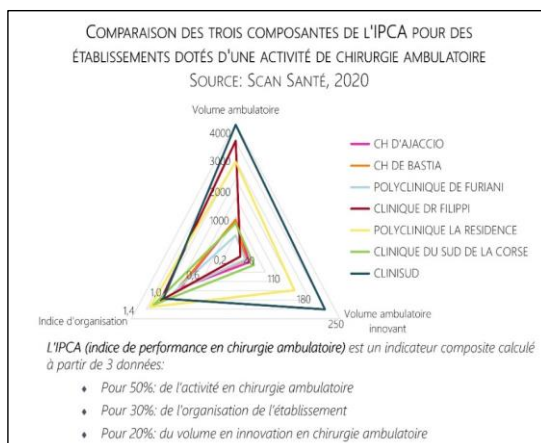 COMPARAISON DES TROIS COMPOSANTES DE L'IPCA POUR DES
ÉTABLISSEMENTS DOTÉS D'UNE ACTIVITÉ DE CHIRURGIE AMBULATOIRE
SOURCE: SCAN SANTÉ, 2020
Volume ambulatoire
4000
3000
2000
1000
0,2
0,6
1,0
1,4
110
180
250
Indice d'organisation
Volume ambulatoire
innovant
CH D'AJACCIO
CH DE BASTIA
POLYCLINIQUE DE FURIANI
CLINIQUE DR FILIPPI
POLYCLINIQUE LA RESIDENCE
CLINIQUE DU SUD DE LA CORSE
CLINISUD
L'IPCA (indice de performance en chirurgie ambulatoire) est un indicateur composite calculé
à partir de 3 données:
♦ Pour 50%: de l'activité en chirurgie ambulatoire
♦ Pour 30%: de l'organisation de l'établissement
♦ Pour 20%: du volume en innovation en chirurgie ambulatoire